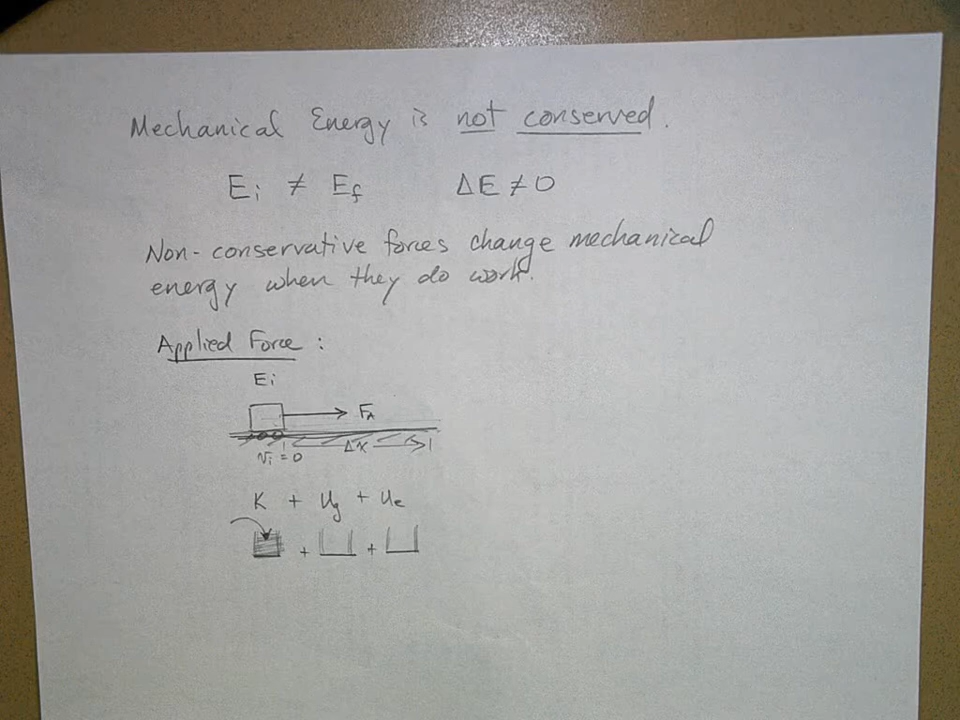 Mechanical Energy is not conserved.
Ei ≠ Ef ΔE ≠ 0
Non-conservative forces change mechanical
energy when they do work.
Applied Force :
Ei
FA
vi = 0 Δx
K + Ug + Ue
+ +